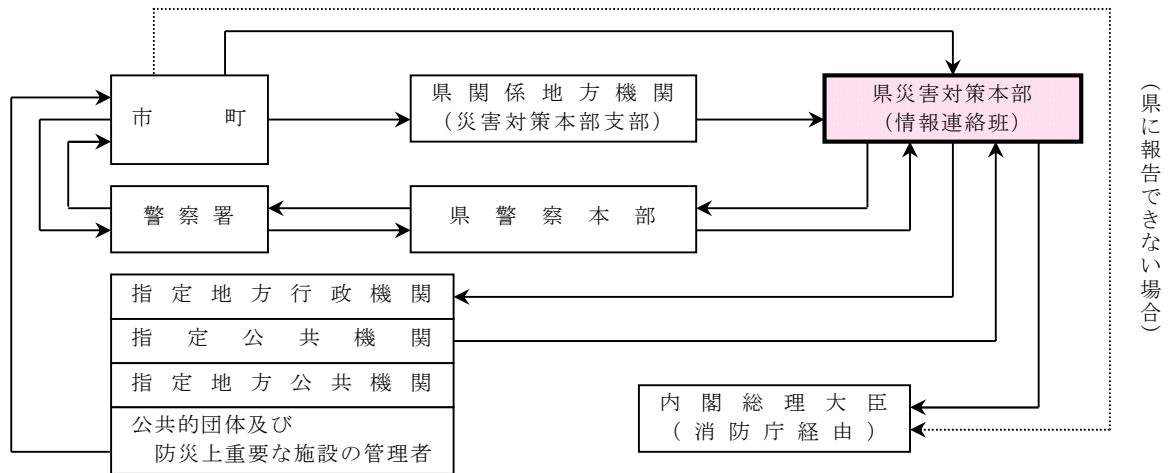 市町
県関係地方機関
（災害対策本部支部）
県災害対策本部
（情報連絡班）
（県に報告できない場合）
警察署
県警察本部
指定地方行政機関
指定公共機関
指定地方公共機関
公共的団体及び
防災上重要な施設の管理者
内閣総理大臣
（消防庁経由）